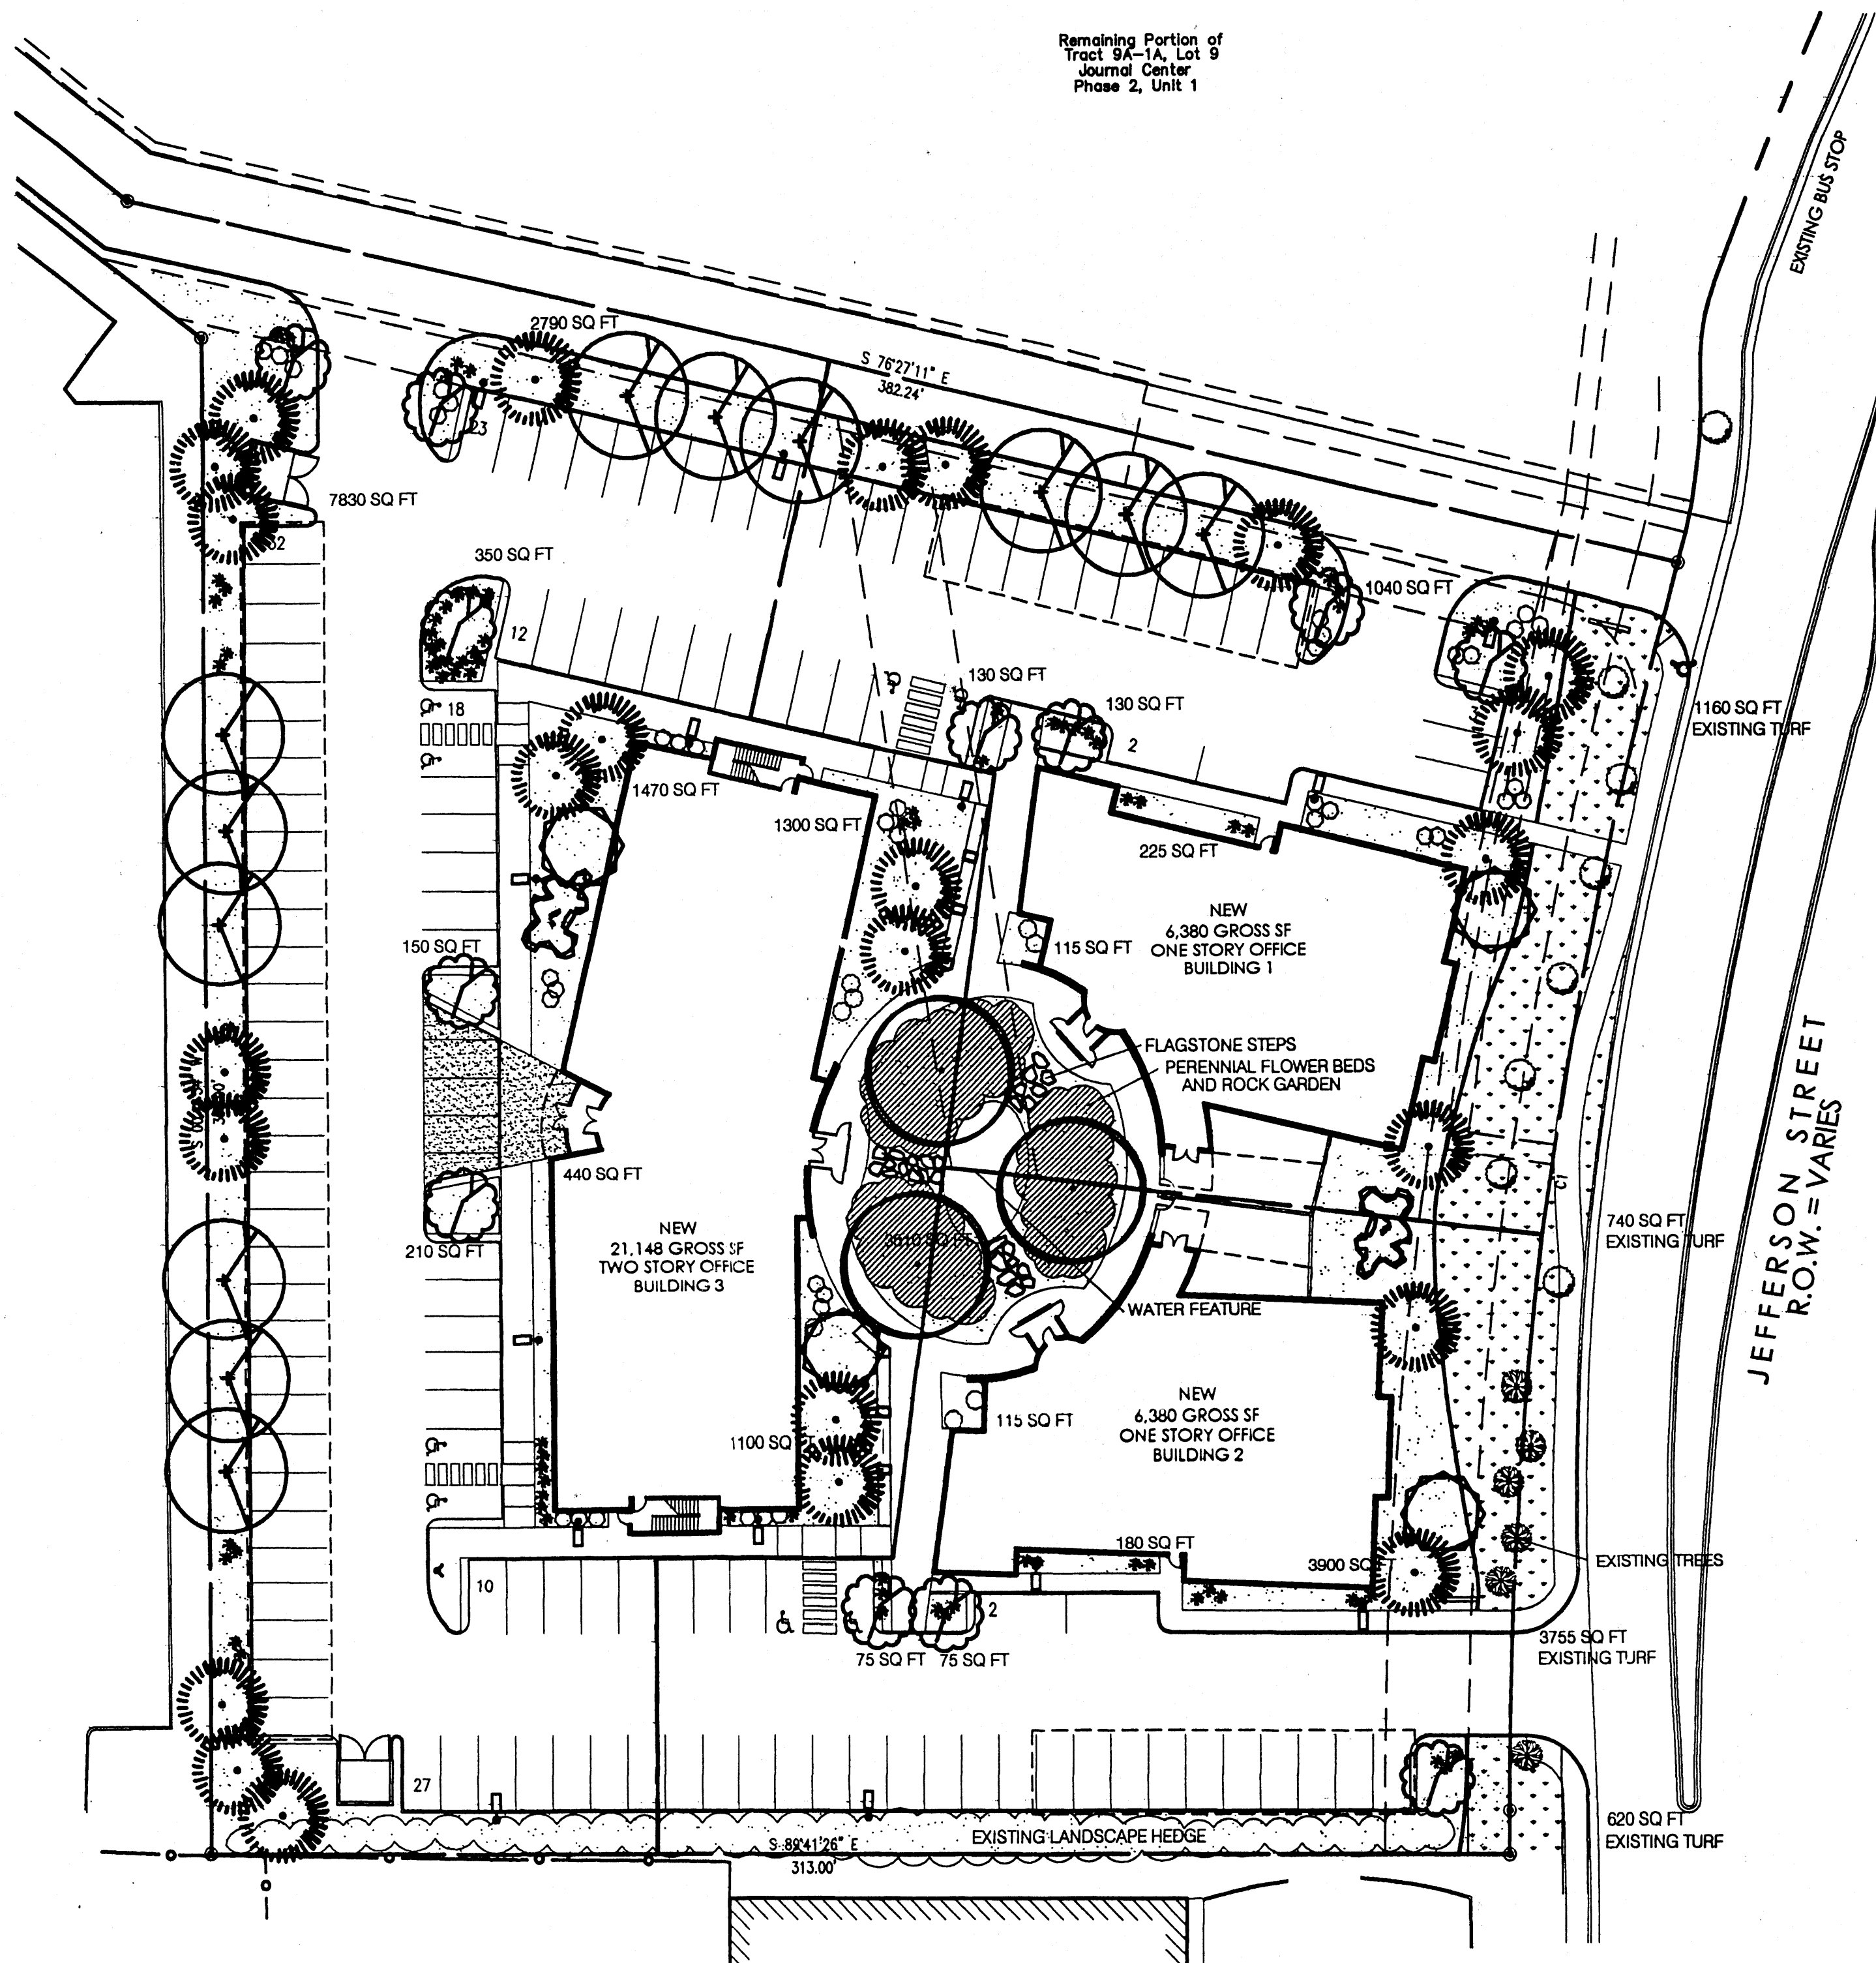 Remaining Portion of
Tract 9A-1A, Lot 9
Journal Center
Phase 2, Unit 1
EXISTING BUS STOP
2790 SQ FT
S 76°27'11" E
382.24'
23
7830 SQ FT
32
350 SQ FT
12
1040 SQ FT
130 SQ FT
130 SQ FT
2
18
1160 SQ FT
EXISTING TURF
1470 SQ FT
1300 SQ FT
225 SQ FT
NEW
6,380 GROSS SF
ONE STORY OFFICE
BUILDING 1
150 SQ FT
115 SQ FT
FLAGSTONE STEPS
PERENNIAL FLOWER BEDS
AND ROCK GARDEN
JEFFERSON STREET
R.O.W. = VARIES
440 SQ FT
210 SQ FT
NEW
21,148 GROSS SF
TWO STORY OFFICE
BUILDING 3
3510 SQ FT
740 SQ FT
EXISTING TURF
WATER FEATURE
NEW
6,380 GROSS SF
ONE STORY OFFICE
BUILDING 2
115 SQ FT
1100 SQ
180 SQ FT
3900 SQ
EXISTING TREES
10
2
75 SQ FT
75 SQ FT
3755 SQ FT
EXISTING TURF
27
EXISTING LANDSCAPE HEDGE
S 89°41'26" E
313.00'
620 SQ FT
EXISTING TURF